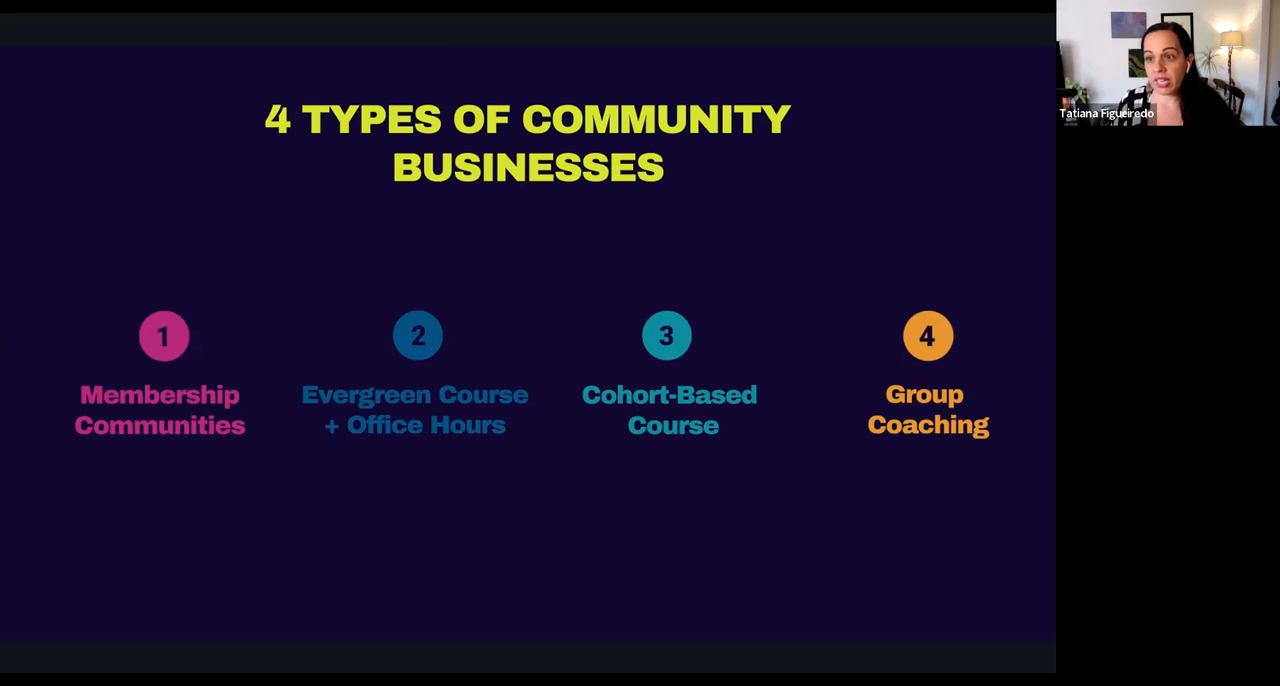 4 TYPES OF COMMUNITY
BUSINESSES
1
Membership
Communities
2
Evergreen Course
+ Office Hours
3
Cohort-Based
Course
4
Group
Coaching
Tatiana Figueiredo